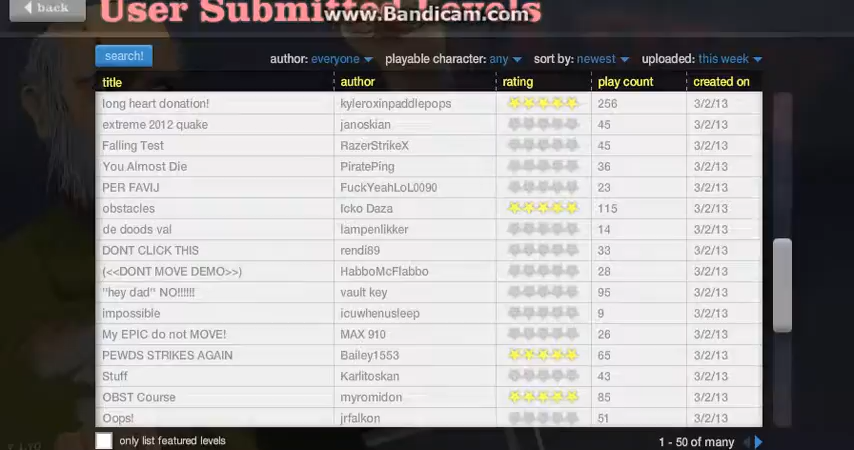 back
User Submitted Levels
www.Bandicam.com
search!
author: everyone playable character: any sort by: newest uploaded: this week
title author rating play count created on
long heart donation! kyleroxinpaddlepops 256 3/2/13
extreme 2012 quake janoskian 45 3/2/13
Falling Test RazerStrikeX 45 3/2/13
You Almost Die PiratePing 36 3/2/13
PER FAVIJ FuckYeahLoL0090 23 3/2/13
obstacles Icko Daza 115 3/2/13
de doods val lampenlikker 14 3/2/13
DONT CLICK THIS rendi89 33 3/2/13
(<<DONT MOVE DEMO>>) HabboMcFlabbo 28 3/2/13
"hey dad" NO!!!!!! vault key 95 3/2/13
impossible icuwhenusleep 9 3/2/13
My EPIC do not MOVE! MAX 910 26 3/2/13
PEWDS STRIKES AGAIN Bailey1553 65 3/2/13
Stuff Karlitoskan 43 3/2/13
OBST Course myromidon 85 3/2/13
Oops! jrfalkon 51 3/2/13
only list featured levels 1 - 50 of many